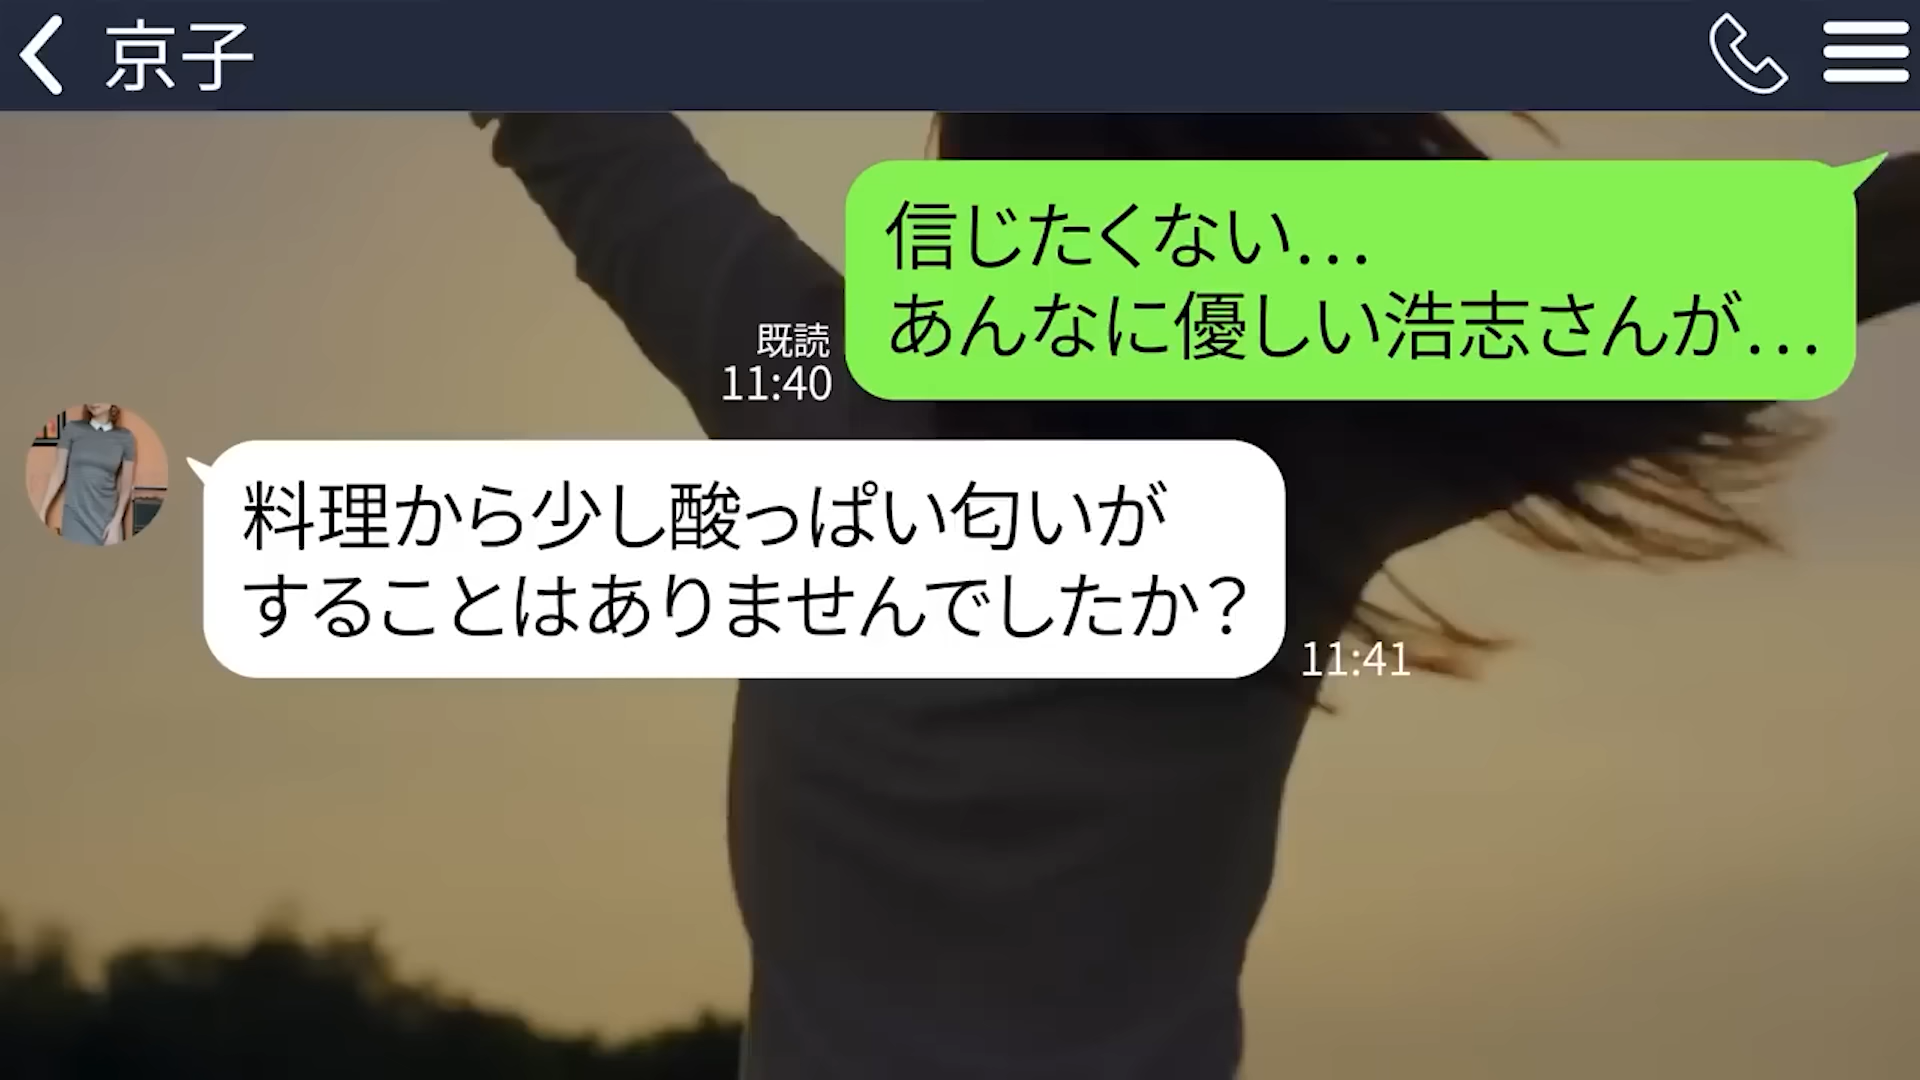 京子
信じたくない…
あんなに優しい浩志さんが…
既読
11:40
料理から少し酸っぱい匂いが
することはありませんでしたか？
11:41